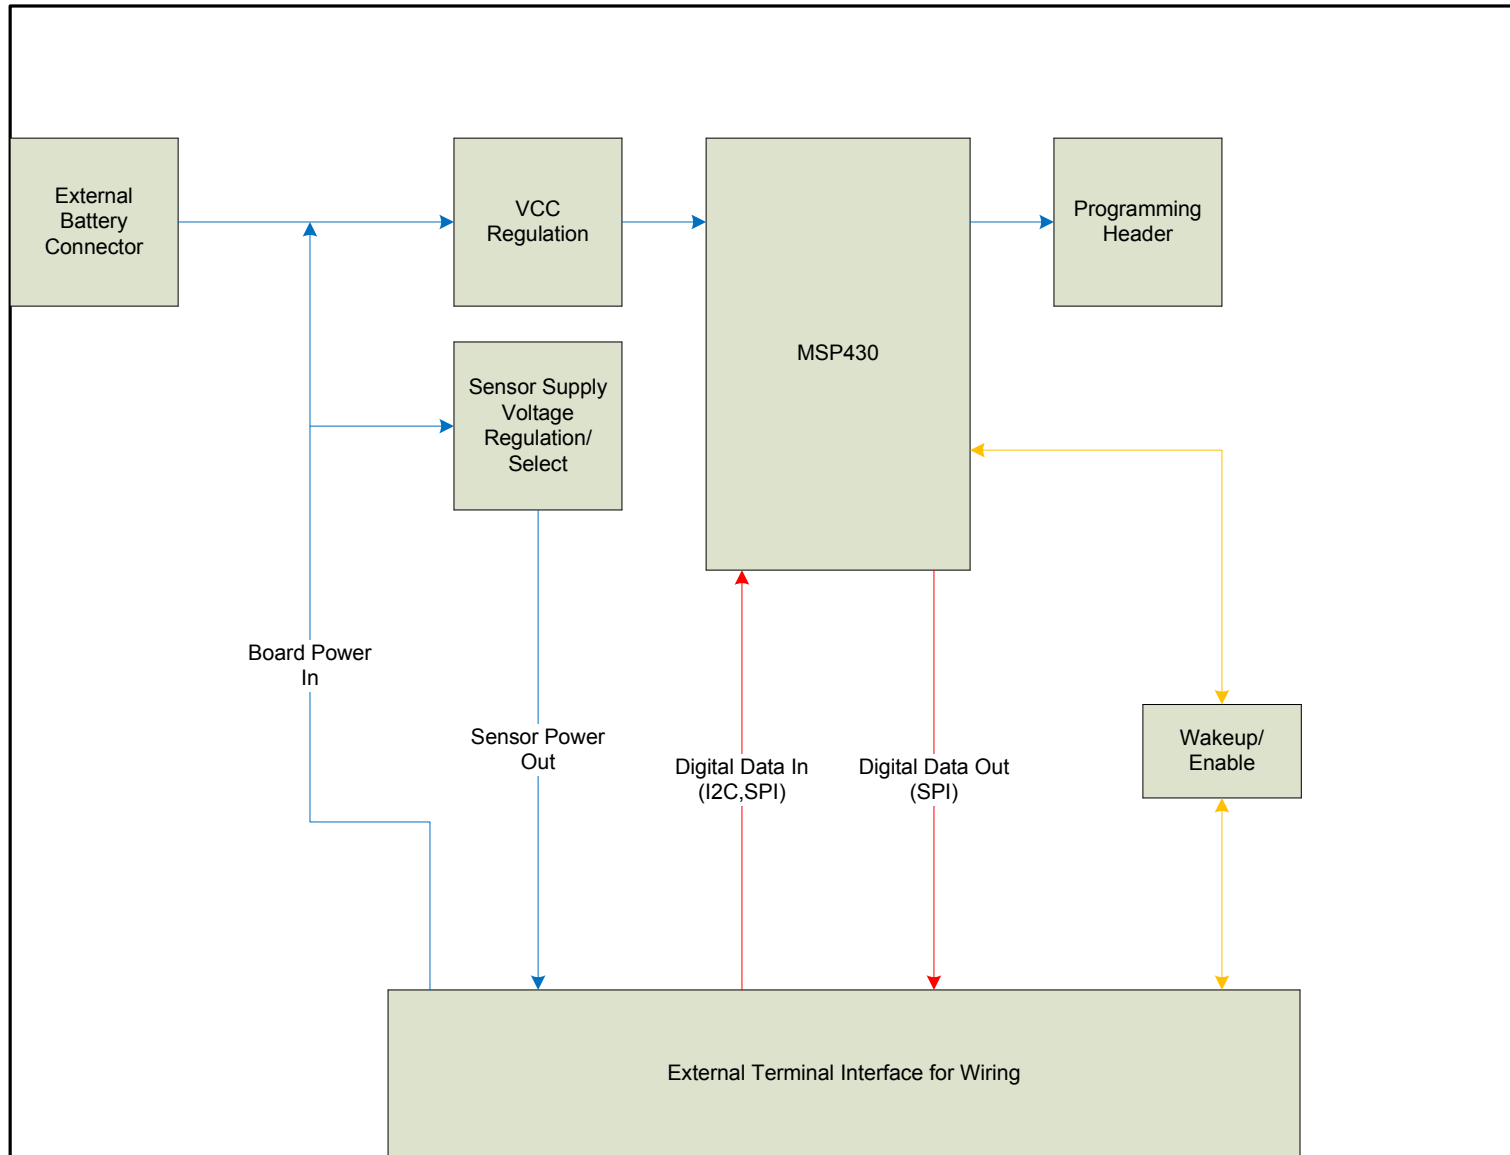 External
Battery
Connector
VCC
Regulation
MSP430
Programming
Header
Sensor Supply
Voltage
Regulation/
Select
Board Power
In
Sensor Power
Out
Digital Data In
(I2C,SPI)
Digital Data Out
(SPI)
Wakeup/
Enable
External Terminal Interface for Wiring